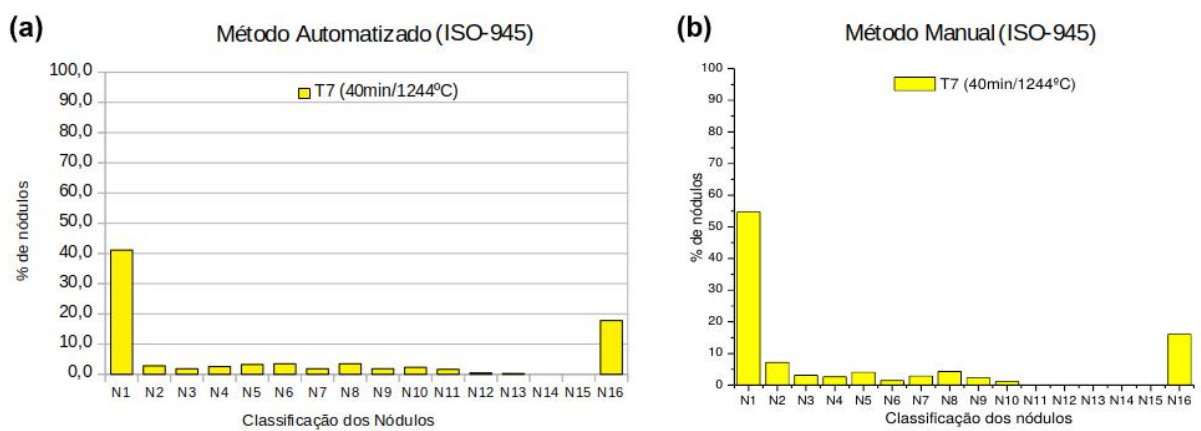 (a)
Método Automatizado (ISO-945)
T7 (40min/1244ºC)
100,0
90,0
80,0
70,0
60,0
50,0
40,0
30,0
20,0
10,0
0,0
% de nódulos
N1 N2 N3 N4 N5 N6 N7 N8 N9 N10 N11 N12 N13 N14 N15 N16
Classificação dos Nódulos
(b)
Método Manual (ISO-945)
T7 (40min/1244ºC)
100
90
80
70
60
50
40
30
20
10
0
% de nódulos
N1 N2 N3 N4 N5 N6 N7 N8 N9 N10 N11 N12 N13 N14 N15 N16
Classificação dos nódulos